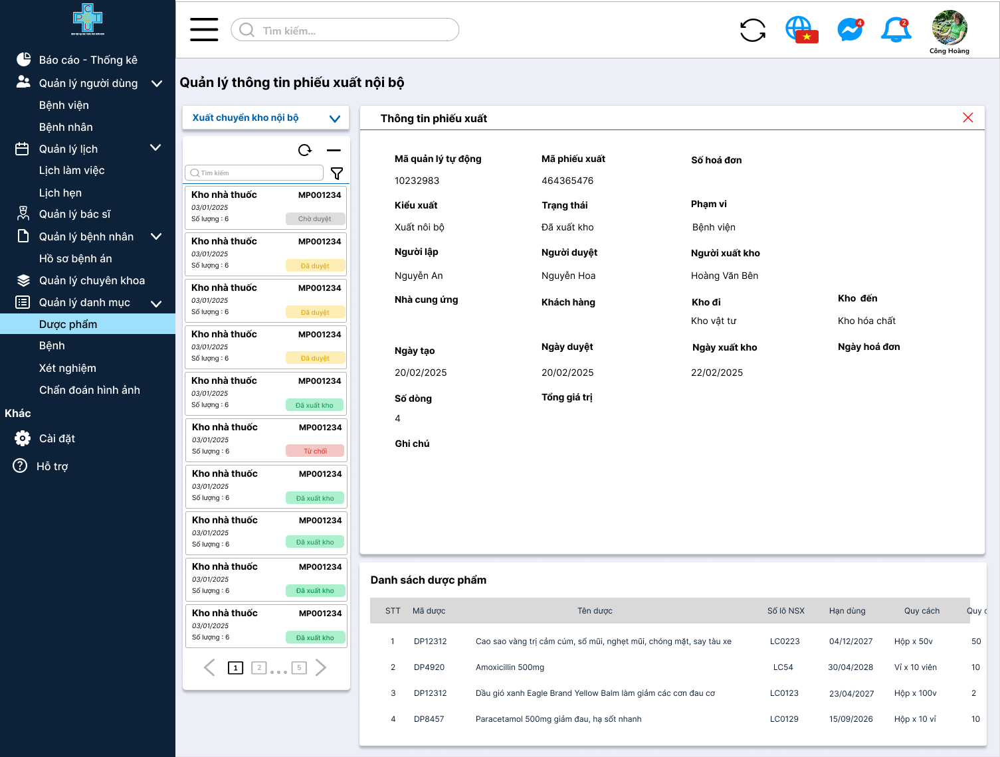 PCTU
Báo cáo - Thống kê
Quản lý người dùng
Bệnh viện
Bệnh nhân
Quản lý lịch
Lịch làm việc
Lịch hẹn
Quản lý bác sĩ
Quản lý bệnh nhân
Hồ sơ bệnh án
Quản lý chuyên khoa
Quản lý danh mục
Dược phẩm
Bệnh
Xét nghiệm
Chẩn đoán hình ảnh
Khác
Cài đặt
Hỗ trợ
Tìm kiếm...
4
2
Công Hoàng
Quản lý thông tin phiếu xuất nội bộ
Xuất chuyển kho nội bộ
Tìm kiếm
Kho nhà thuốc MP001234
03/01/2025
Số lượng : 6 Chờ duyệt
Kho nhà thuốc MP001234
03/01/2025
Số lượng : 6 Đã duyệt
Kho nhà thuốc MP001234
03/01/2025
Số lượng : 6 Đã duyệt
Kho nhà thuốc MP001234
03/01/2025
Số lượng : 6 Đã duyệt
Kho nhà thuốc MP001234
03/01/2025
Số lượng : 6 Đã xuất kho
Kho nhà thuốc MP001234
03/01/2025
Số lượng : 6 Từ chối
Kho nhà thuốc MP001234
03/01/2025
Số lượng : 6 Đã xuất kho
Kho nhà thuốc MP001234
03/01/2025
Số lượng : 6 Đã xuất kho
Kho nhà thuốc MP001234
03/01/2025
Số lượng : 6 Đã xuất kho
Kho nhà thuốc MP001234
03/01/2025
Số lượng : 6 Đã xuất kho
1 2 ... 5
Thông tin phiếu xuất
Mã quản lý tự động Mã phiếu xuất Số hoá đơn
10232983 464365476
Kiểu xuất Trạng thái Phạm vi
Xuất nôi bộ Đã xuất kho Bệnh viện
Người lập Người duyệt Người xuất kho
Nguyễn An Nguyễn Hoa Hoàng Văn Bên
Nhà cung ứng Khách hàng Kho đi Kho đến
Kho vật tư Kho hóa chất
Ngày tạo Ngày duyệt Ngày xuất kho Ngày hoá đơn
20/02/2025 20/02/2025 22/02/2025
Số dòng Tổng giá trị
4
Ghi chú
Danh sách dược phẩm
STT Mã dược Tên dược Số lô NSX Hạn dùng Quy cách Quy
1 DP12312 Cao sao vàng trị cảm cúm, sổ mũi, nghẹt mũi, chóng mặt, say tàu xe LC0223 04/12/2027 Hộp x 50v 50
2 DP4920 Amoxicillin 500mg LC54 30/04/2028 Vỉ x 10 viên 10
3 DP12312 Dầu gió xanh Eagle Brand Yellow Balm làm giảm các cơn đau cơ LC0123 23/04/2027 Hộp x 100v 2
4 DP8457 Paracetamol 500mg giảm đau, hạ sốt nhanh LC0129 15/09/2026 Hộp x 10 vỉ 10